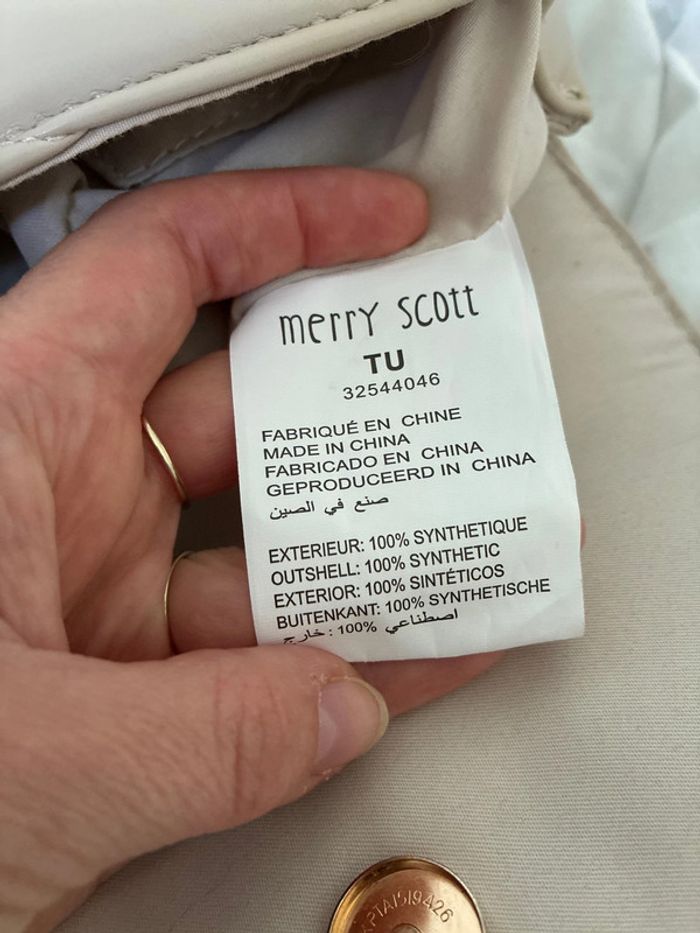 merry scott
TU
32544046
FABRIQUÉ EN CHINE
MADE IN CHINA
FABRICADO EN CHINA
GEPRODUCEERD IN CHINA
صنع في الصين
EXTERIEUR: 100% SYNTHETIQUE
OUTSHELL: 100% SYNTHETIC
EXTERIOR: 100% SINTÉTICOS
BUITENKANT: 100% SYNTHETISCHE
خارج : 100% اصطناعي